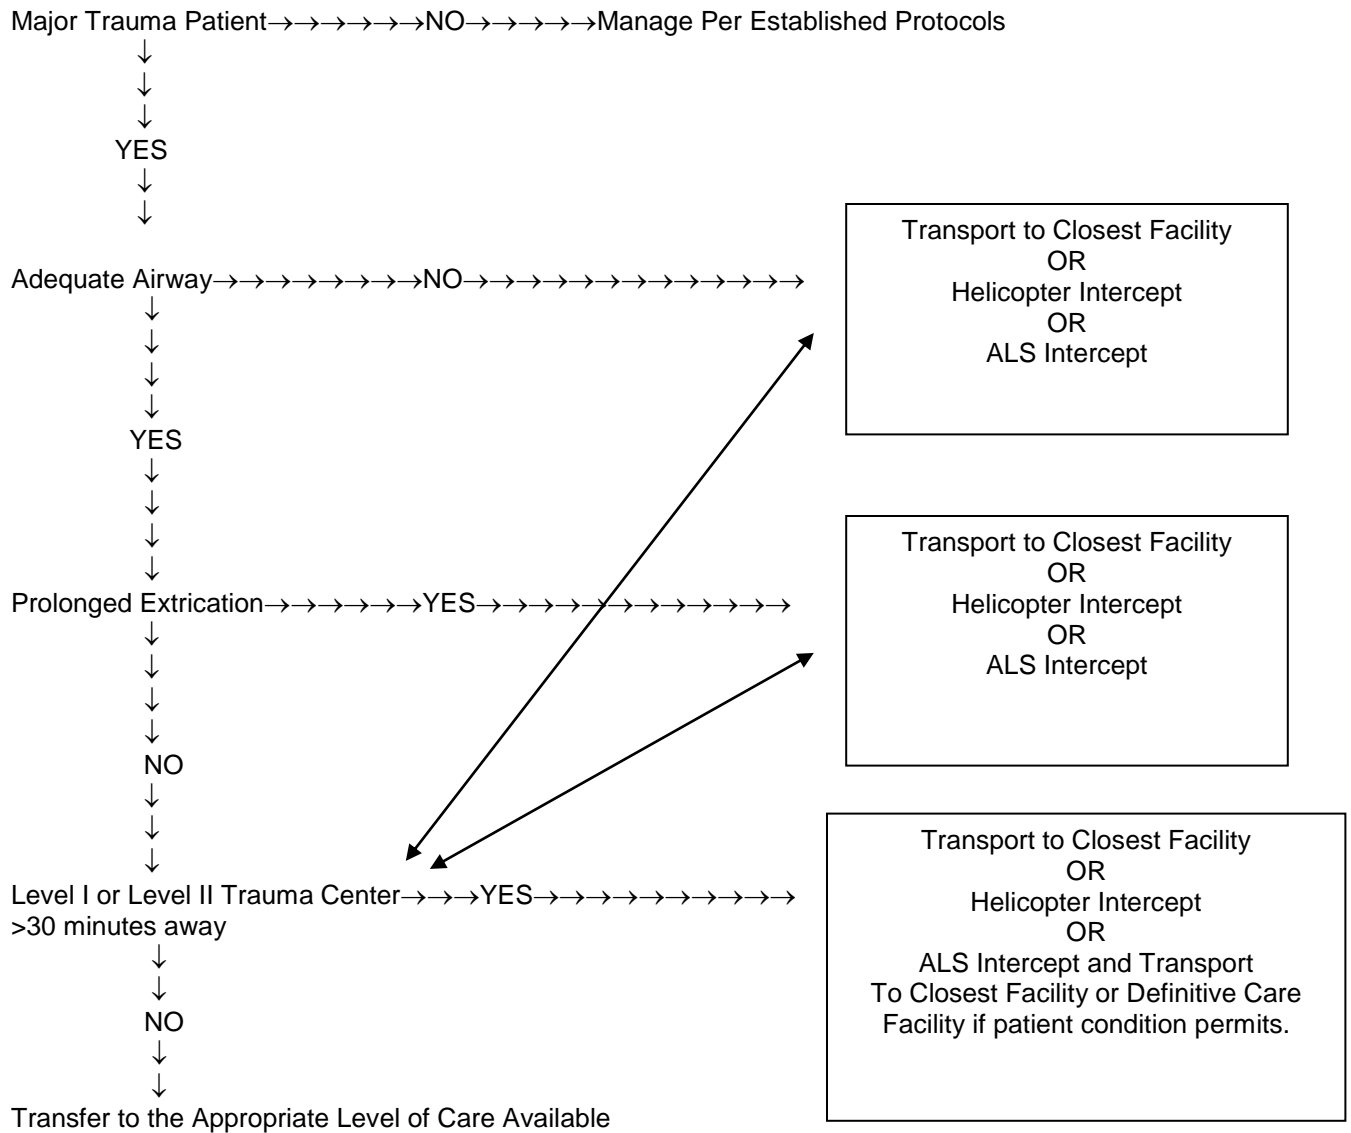 Major Trauma Patient→→→→→→NO→→→→→Manage Per Established Protocols
↓
↓
↓
YES
↓
↓
Transport to Closest Facility
OR
Helicopter Intercept
OR
ALS Intercept
Adequate Airway→→→→→→→→NO→→→→→→→→→→→→→
↓
↓
↓
↓
YES
↓
↓
↓
↓
Transport to Closest Facility
OR
Helicopter Intercept
OR
ALS Intercept
Prolonged Extrication→→→→→→YES→→→→→→→→→→→→
↓
↓
↓
↓
NO
↓
↓
↓
Level I or Level II Trauma Center→→→YES→→→→→→→→→→
>30 minutes away
↓
↓
NO
↓
↓
Transport to Closest Facility
OR
Helicopter Intercept
OR
ALS Intercept and Transport
To Closest Facility or Definitive Care
Facility if patient condition permits.
Transfer to the Appropriate Level of Care Available